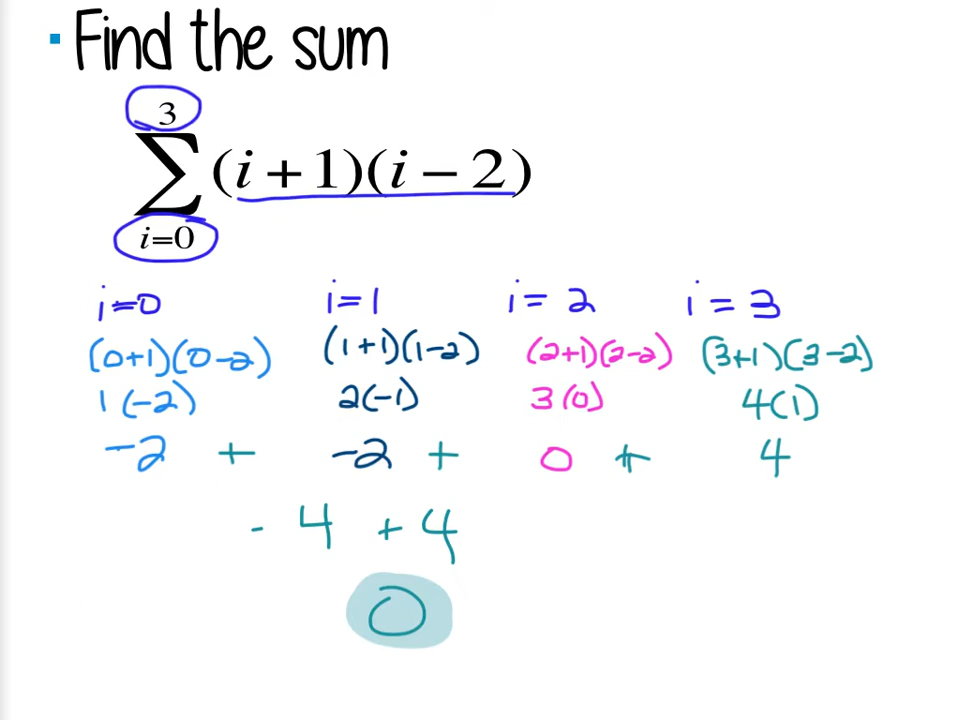 ▪ Find the sum
3
∑ (i + 1)(i − 2)
i=0
i=0 i=1 i=2 i=3
(0+1)(0-2) (1+1)(1-2) (2+1)(2-2) (3+1)(3-2)
1(-2) 2(-1) 3(0) 4(1)
-2 + -2 + 0 + 4
-4 +4
0